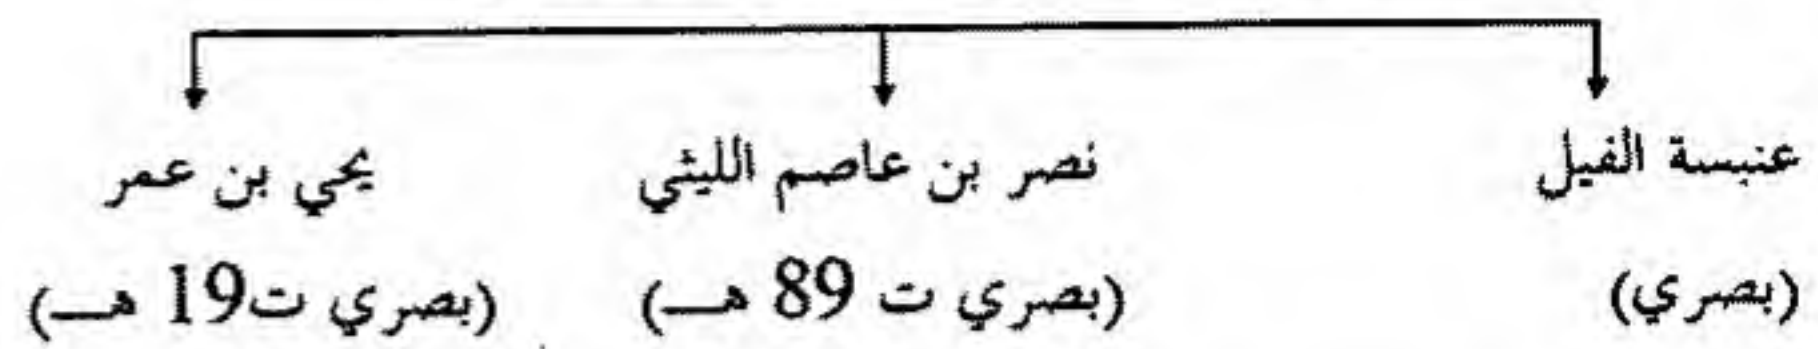 عنبسة الفيل نصر بن عاصم الليثي يحي بن عمر
(بصري) (بصري ت 89 هـ) (بصري ت19 هـ)